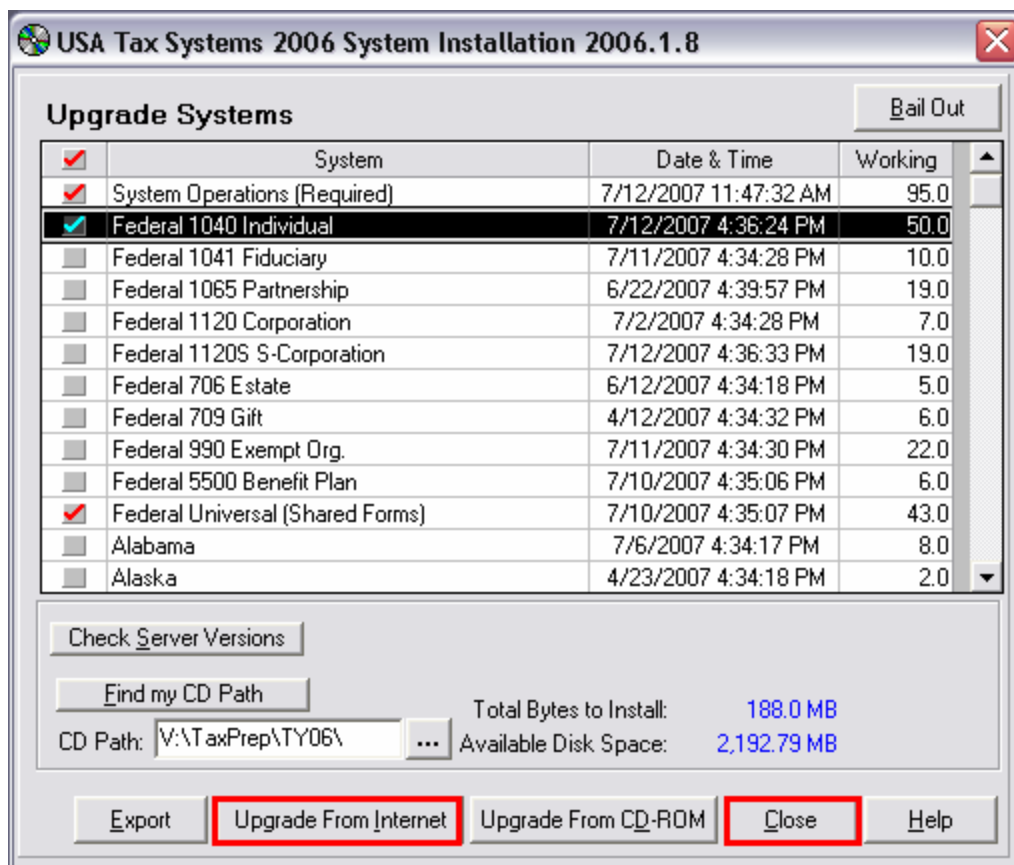 USA Tax Systems 2006 System Installation 2006.1.8
Upgrade Systems
Bail Out
System Date & Time Working
System Operations (Required) 7/12/2007 11:47:32 AM 95.0
Federal 1040 Individual 7/12/2007 4:36:24 PM 50.0
Federal 1041 Fiduciary 7/11/2007 4:34:28 PM 10.0
Federal 1065 Partnership 6/22/2007 4:39:57 PM 19.0
Federal 1120 Corporation 7/2/2007 4:34:28 PM 7.0
Federal 1120S S-Corporation 7/12/2007 4:36:33 PM 19.0
Federal 706 Estate 6/12/2007 4:34:18 PM 5.0
Federal 709 Gift 4/12/2007 4:34:32 PM 6.0
Federal 990 Exempt Org. 7/11/2007 4:34:30 PM 22.0
Federal 5500 Benefit Plan 7/10/2007 4:35:06 PM 6.0
Federal Universal (Shared Forms) 7/10/2007 4:35:07 PM 43.0
Alabama 7/6/2007 4:34:17 PM 8.0
Alaska 4/23/2007 4:34:18 PM 2.0
Check Server Versions
Find my CD Path
Total Bytes to Install: 188.0 MB
CD Path: V:\TaxPrep\TY06\ ... Available Disk Space: 2,192.79 MB
Export Upgrade From Internet Upgrade From CD-ROM Close Help